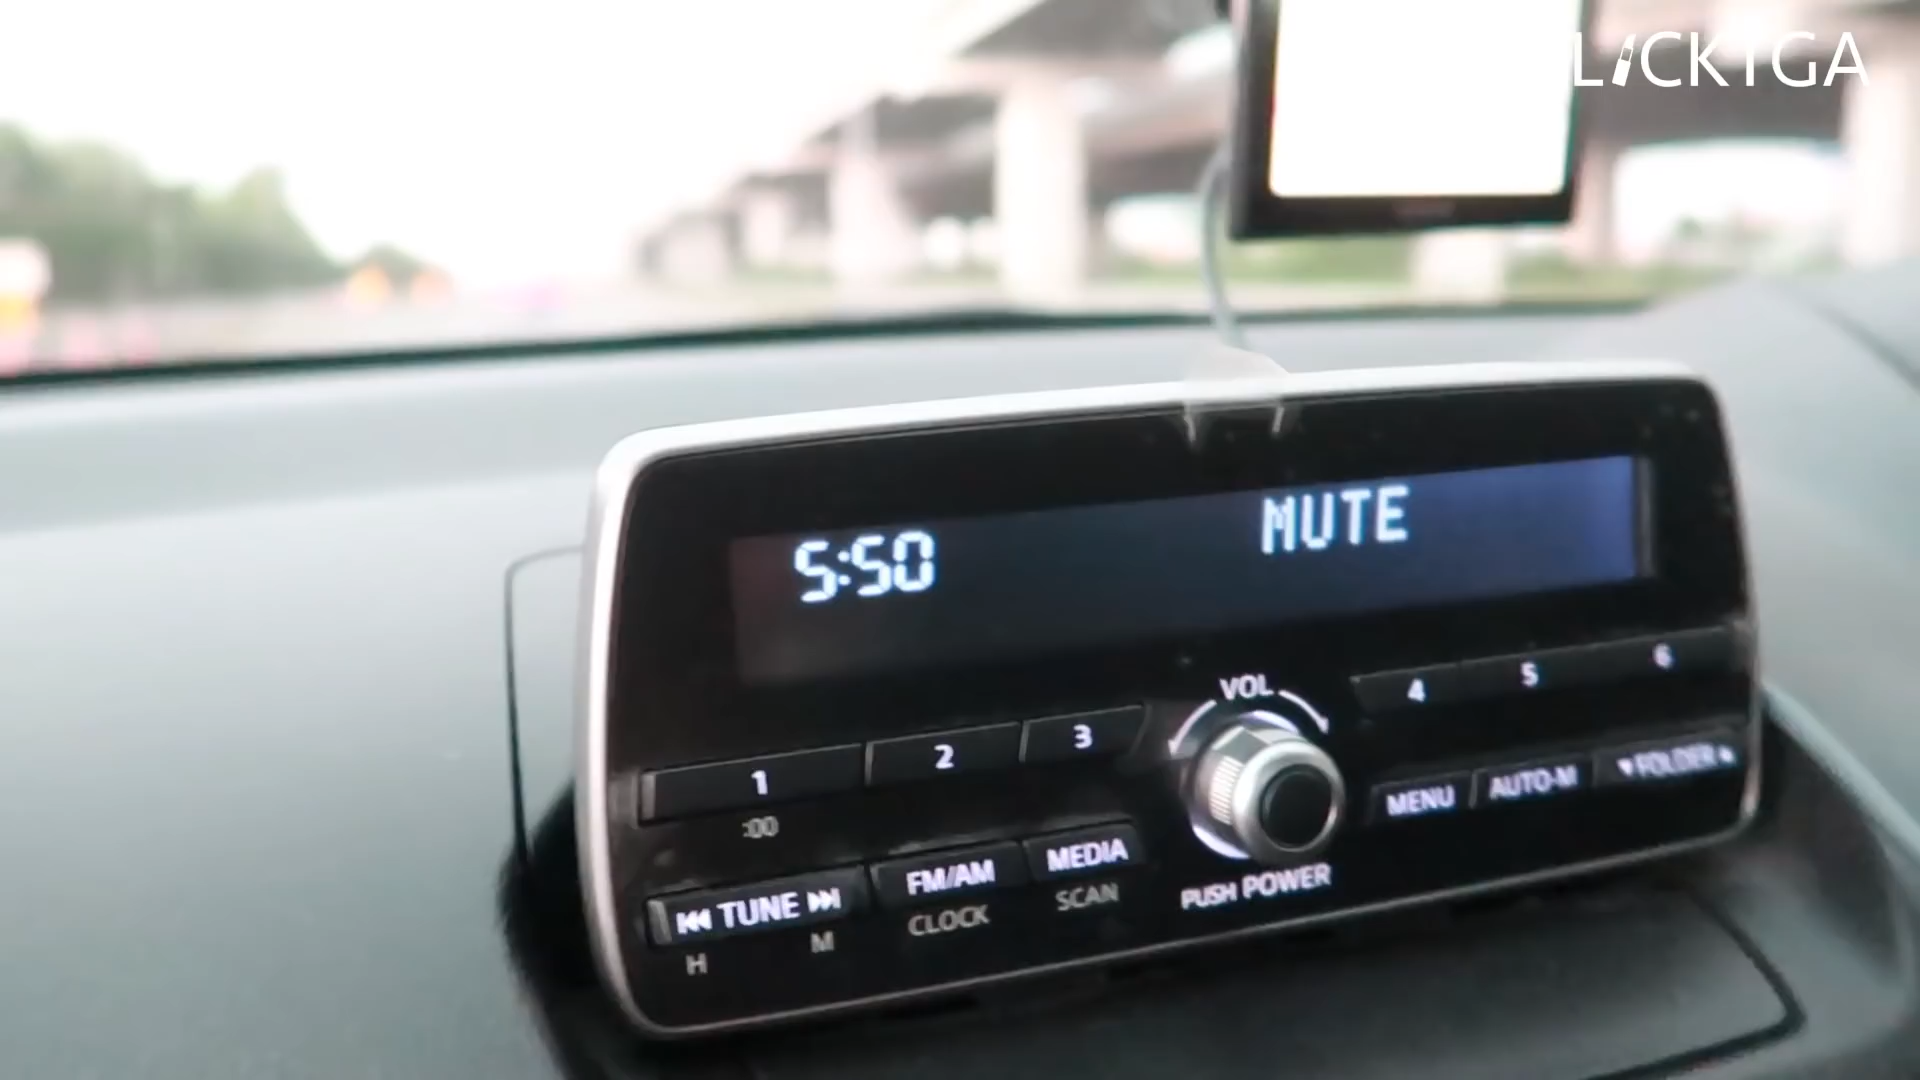 LICKTGA
5:50 MUTE
VOL
1 2 3 4 5 6
:00
TUNE FM/AM MEDIA MENU AUTO-M ▼FOLDER▲
H M CLOCK SCAN PUSH POWER